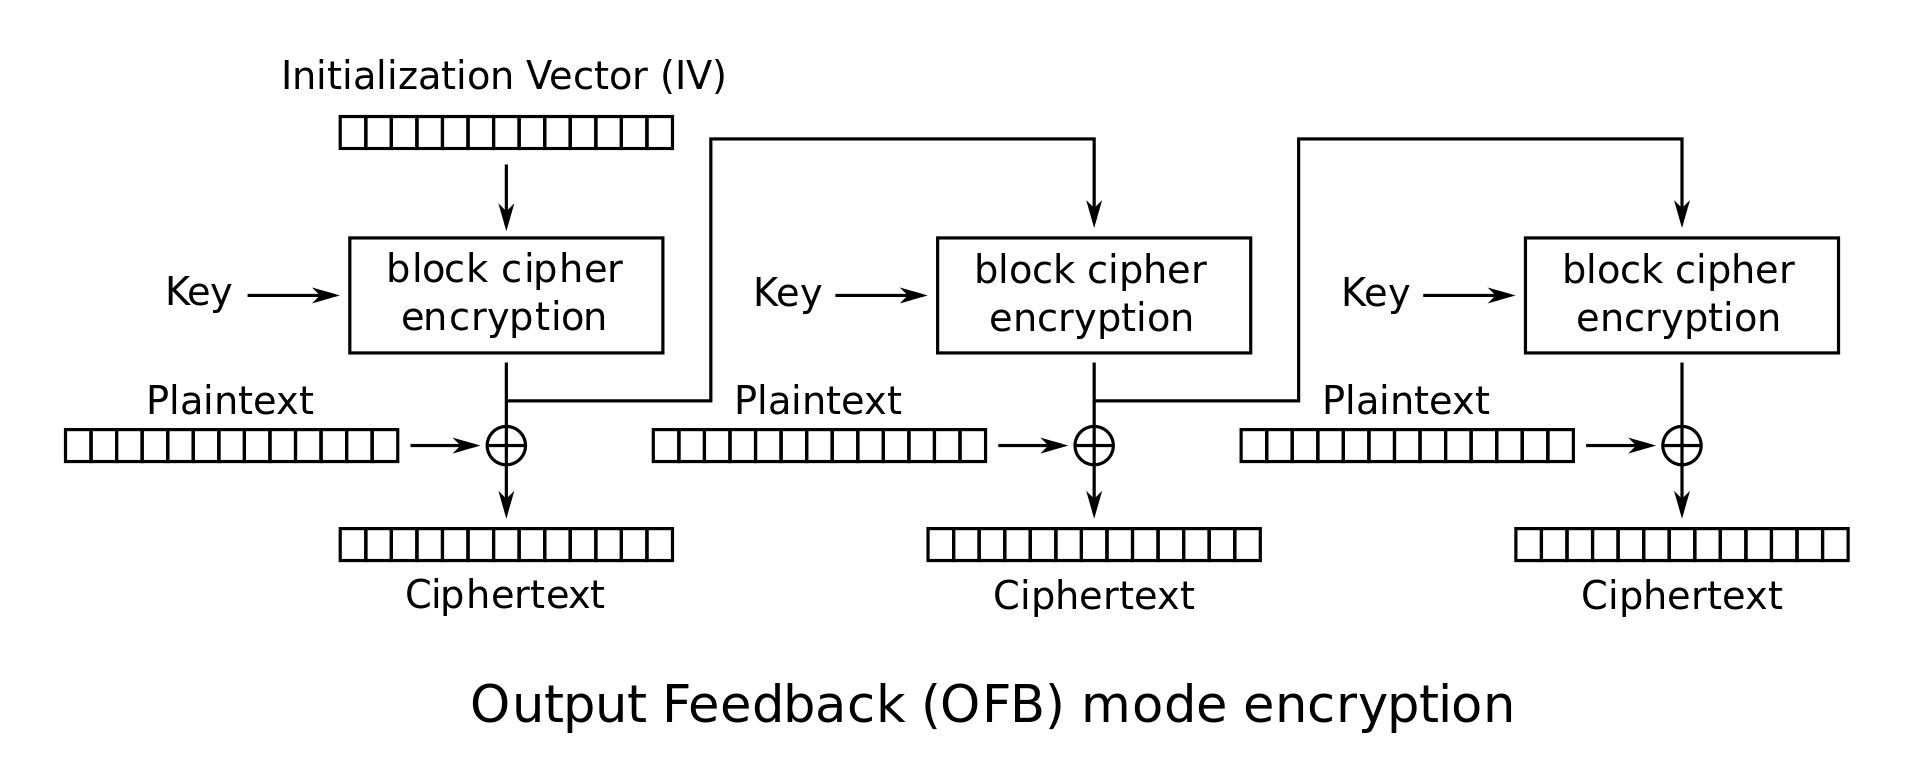 Initialization Vector (IV)
Key
block cipher
encryption
Key
block cipher
encryption
Key
block cipher
encryption
Plaintext
Plaintext
Plaintext
Ciphertext
Ciphertext
Ciphertext
Output Feedback (OFB) mode encryption